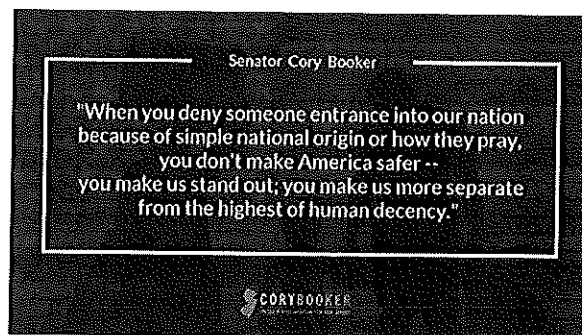 Senator Cory Booker
"When you deny someone entrance into our nation
because of simple national origin or how they pray,
you don't make America safer --
you make us stand out; you make us more separate
from the highest of human decency."
CORYBOOKER